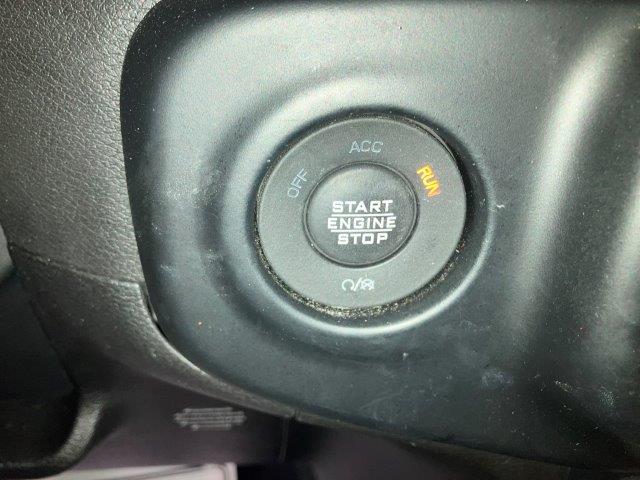 OFF
ACC
RUN
START
ENGINE
STOP